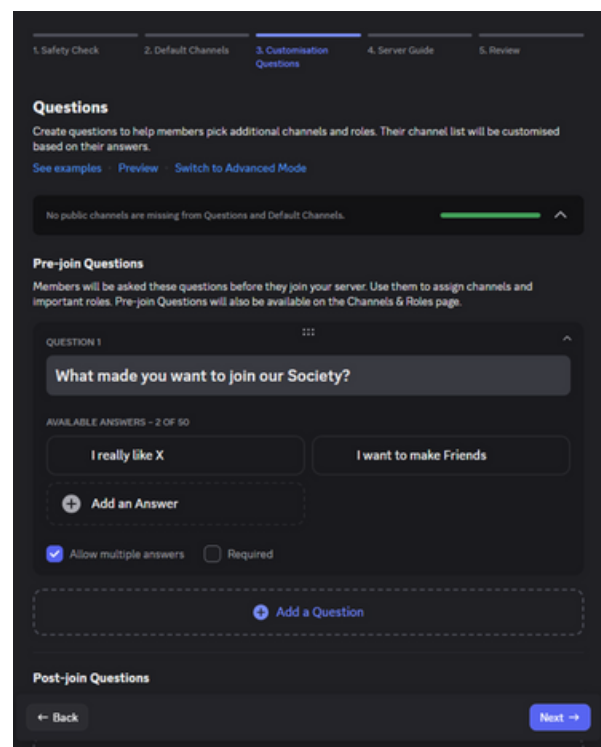 1. Safety Check 2. Default Channels 3. Customisation 4. Server Guide 5. Review
Questions
Questions
Create questions to help members pick additional channels and roles. Their channel list will be customised
based on their answers.
See examples · Preview · Switch to Advanced Mode
No public channels are missing from Questions and Default Channels.
Pre-join Questions
Members will be asked these questions before they join your server. Use them to assign channels and
important roles. Pre-join Questions will also be available on the Channels & Roles page.
QUESTION 1
What made you want to join our Society?
AVAILABLE ANSWERS – 2 OF 50
I really like X I want to make Friends
Add an Answer
Allow multiple answers Required
Add a Question
Post-join Questions
← Back Next →